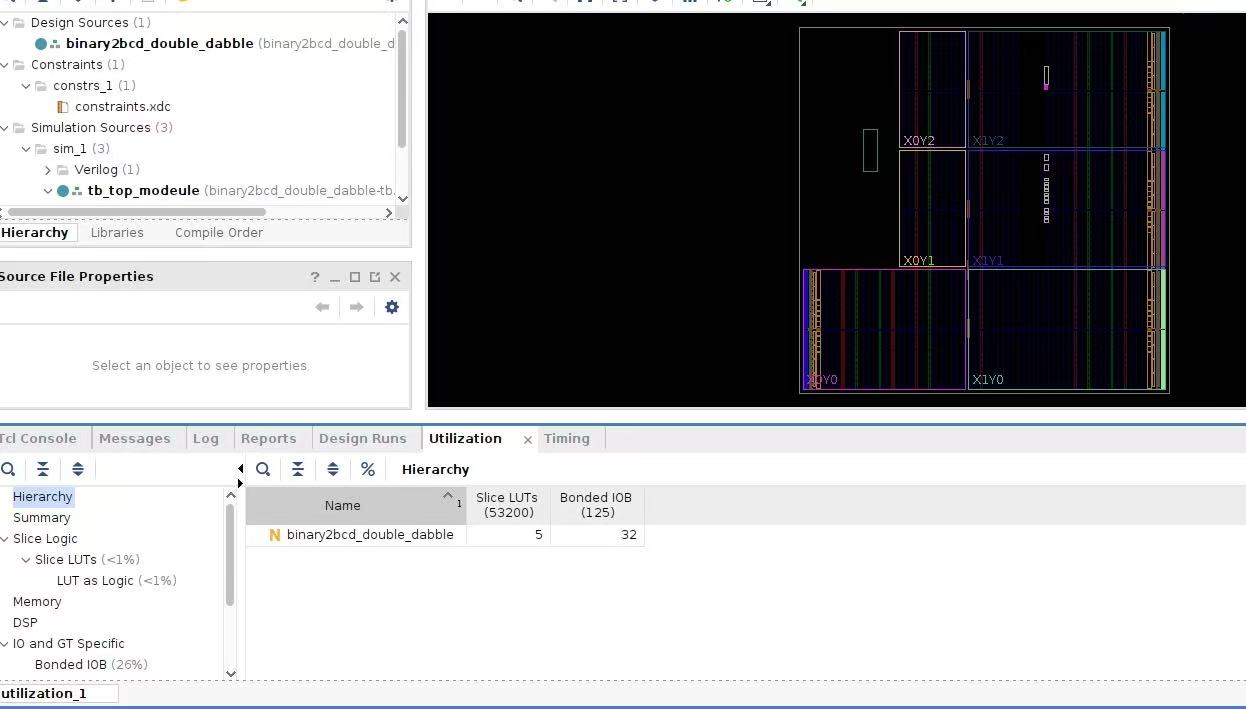 Design Sources (1)
binary2bcd_double_dabble (binary2bcd_double_d
Constraints (1)
constrs_1 (1)
constraints.xdc
Simulation Sources (3)
sim_1 (3)
Verilog (1)
tb_top_modeule (binary2bcd_double_dabble-tb.
Hierarchy Libraries Compile Order
Source File Properties ?
Select an object to see properties
X0Y2 X1Y2
X0Y1 X1Y1
X0Y0 X1Y0
Tcl Console Messages Log Reports Design Runs Utilization Timing
% Hierarchy
Hierarchy
Summary
Slice Logic
Slice LUTs (<1%)
LUT as Logic (<1%)
Memory
DSP
IO and GT Specific
Bonded IOB (26%)
Name 1 Slice LUTs (53200) Bonded IOB (125)
N binary2bcd_double_dabble 5 32
utilization_1